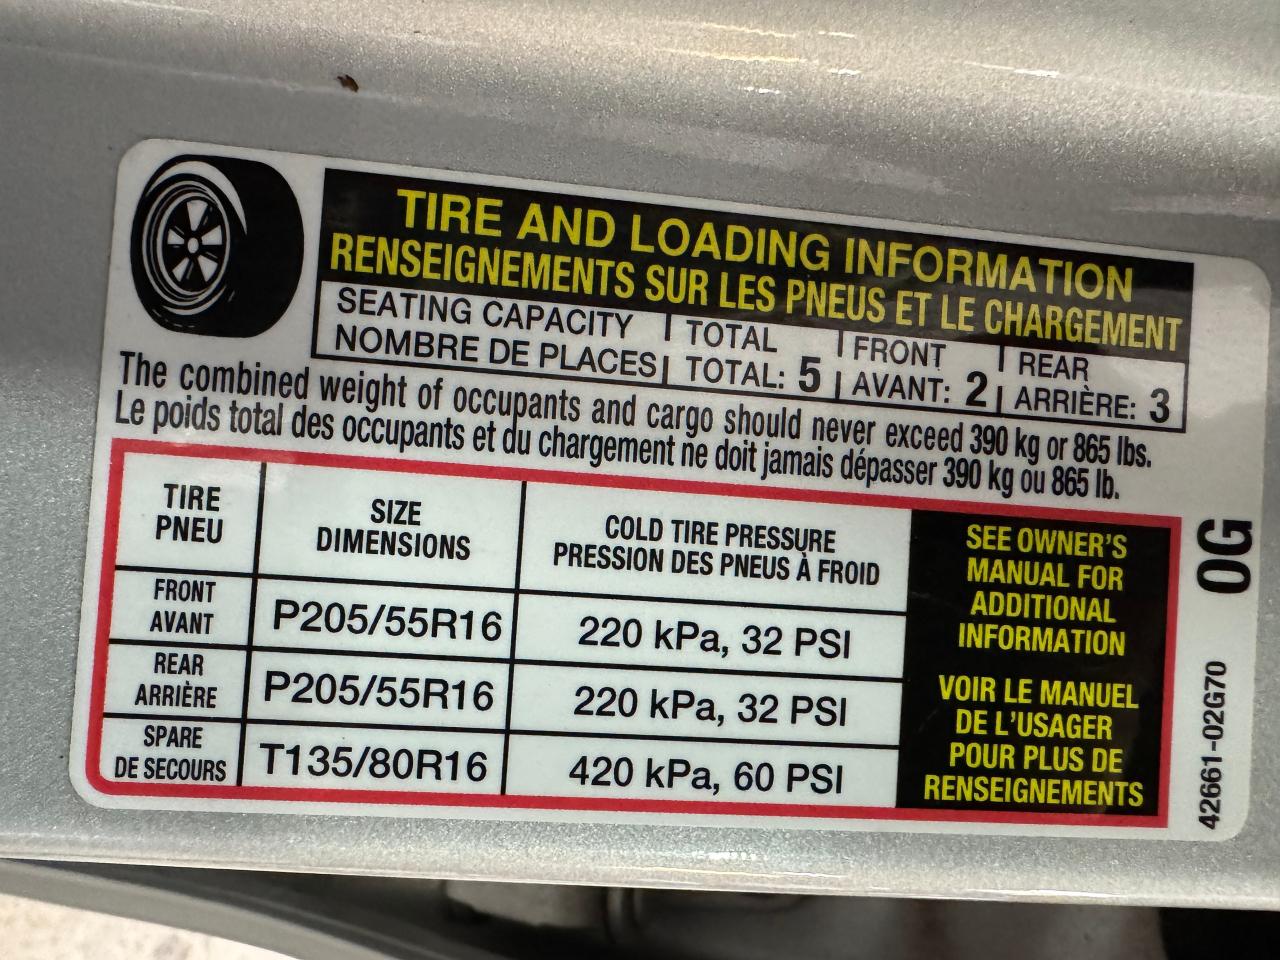 TIRE AND LOADING INFORMATION
RENSEIGNEMENTS SUR LES PNEUS ET LE CHARGEMENT
SEATING CAPACITY | TOTAL | FRONT | REAR
NOMBRE DE PLACES | TOTAL: 5 | AVANT: 2 | ARRIÈRE: 3
The combined weight of occupants and cargo should never exceed 390 kg or 865 lbs.
Le poids total des occupants et du chargement ne doit jamais dépasser 390 kg ou 865 lb.
TIRE
PNEU
SIZE
DIMENSIONS
COLD TIRE PRESSURE
PRESSION DES PNEUS À FROID
FRONT
AVANT
P205/55R16
220 kPa, 32 PSI
REAR
ARRIÈRE
P205/55R16
220 kPa, 32 PSI
SPARE
DE SECOURS
T135/80R16
420 kPa, 60 PSI
SEE OWNER'S
MANUAL FOR
ADDITIONAL
INFORMATION
VOIR LE MANUEL
DE L'USAGER
POUR PLUS DE
RENSEIGNEMENTS
42661-02G70
0G